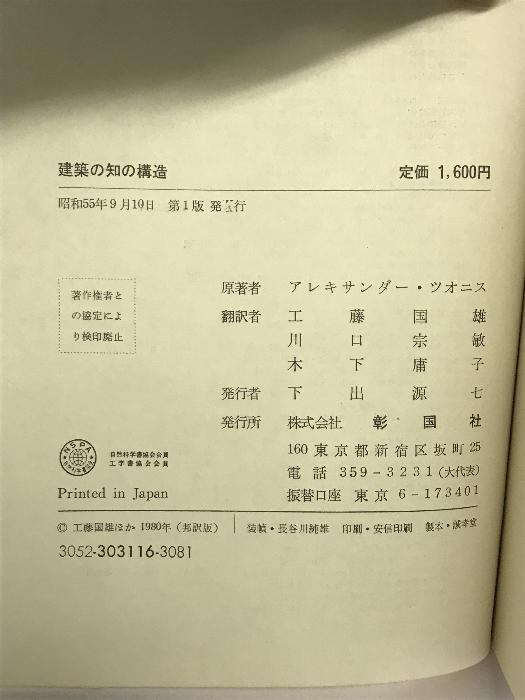 建築の知の構造
定価 1,600円
昭和55年9月10日 第1版 発 行
著作権者と
の協定によ
り検印廃止
原著者 アレキサンダー・ツオニス
翻訳者 工藤国雄
川口宗敏
木下庸子
発行者 下出源七
発行所 株式会社 彰国社
160 東京都新宿区坂町25
電話 359-3231(大代表)
振替口座 東京 6-173401
NSPA
自然科学書協会会員
工学書協会会員
Printed in Japan
© 工藤国雄ほか 1980年(邦訳版)
装幀・長谷川純雄 印刷・安信印刷 製本・誠幸堂
3052-303116-3081